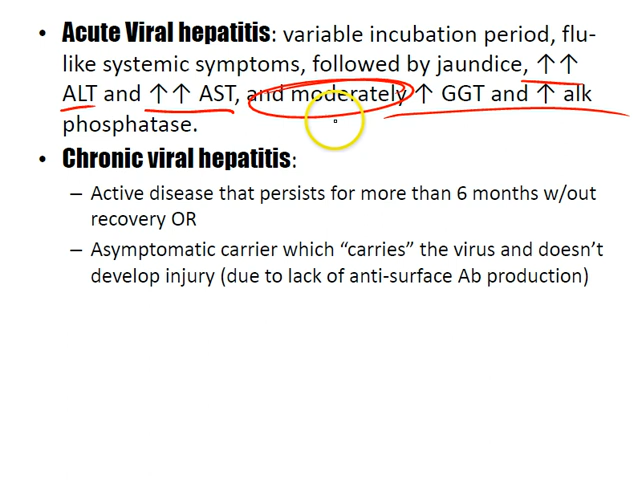 • Acute Viral hepatitis: variable incubation period, flu-
like systemic symptoms, followed by jaundice, ↑↑
ALT and ↑↑ AST, and moderately ↑ GGT and ↑ alk
phosphatase.
• Chronic viral hepatitis:
– Active disease that persists for more than 6 months w/out
recovery OR
– Asymptomatic carrier which “carries” the virus and doesn’t
develop injury (due to lack of anti-surface Ab production)